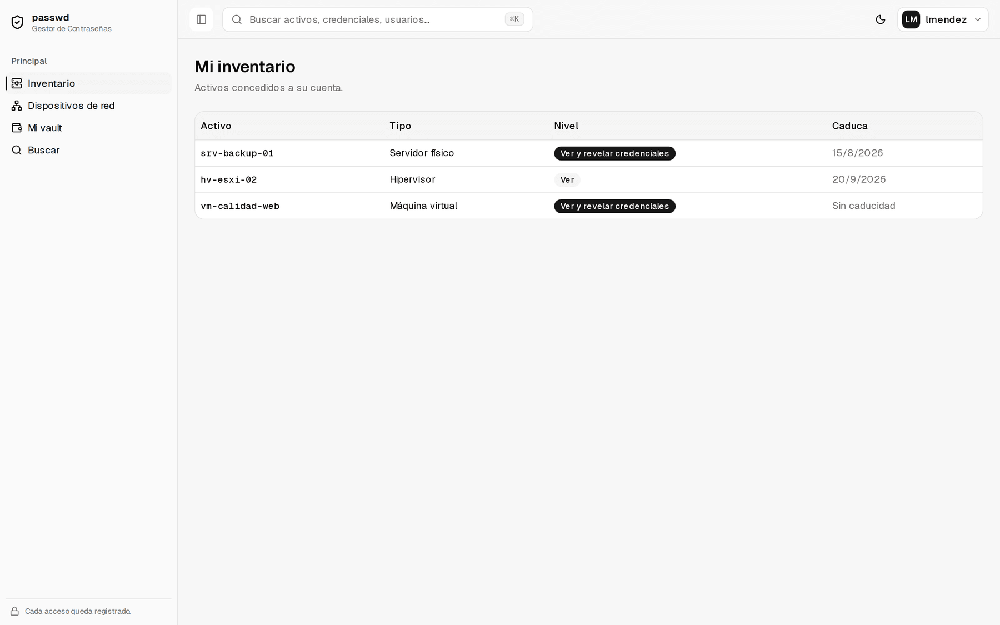 passwd
Gestor de Contraseñas
Principal
Inventario
Dispositivos de red
Mi vault
Buscar
Cada acceso queda registrado.
Buscar activos, credenciales, usuarios...
⌘K
LM
lmendez
Mi inventario
Activos concedidos a su cuenta.
Activo Tipo Nivel Caduca
srv-backup-01 Servidor físico Ver y revelar credenciales 15/8/2026
hv-esxi-02 Hipervisor Ver 20/9/2026
vm-calidad-web Máquina virtual Ver y revelar credenciales Sin caducidad